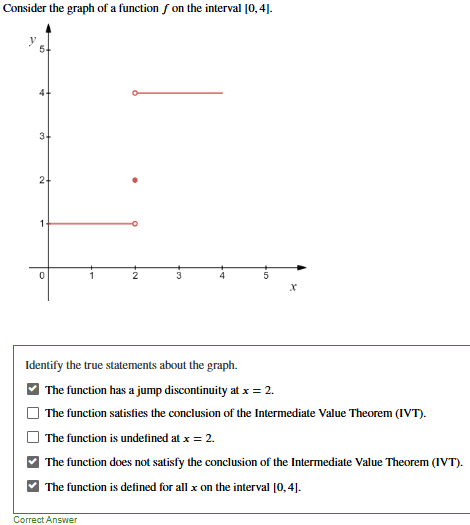 Consider the graph of a function f on the interval [0, 4].
y
5
4
3
2
1
0 1 2 3 4 5
x
Identify the true statements about the graph.
The function has a jump discontinuity at x = 2.
The function satisfies the conclusion of the Intermediate Value Theorem (IVT).
The function is undefined at x = 2.
The function does not satisfy the conclusion of the Intermediate Value Theorem (IVT).
The function is defined for all x on the interval [0, 4].
Correct Answer